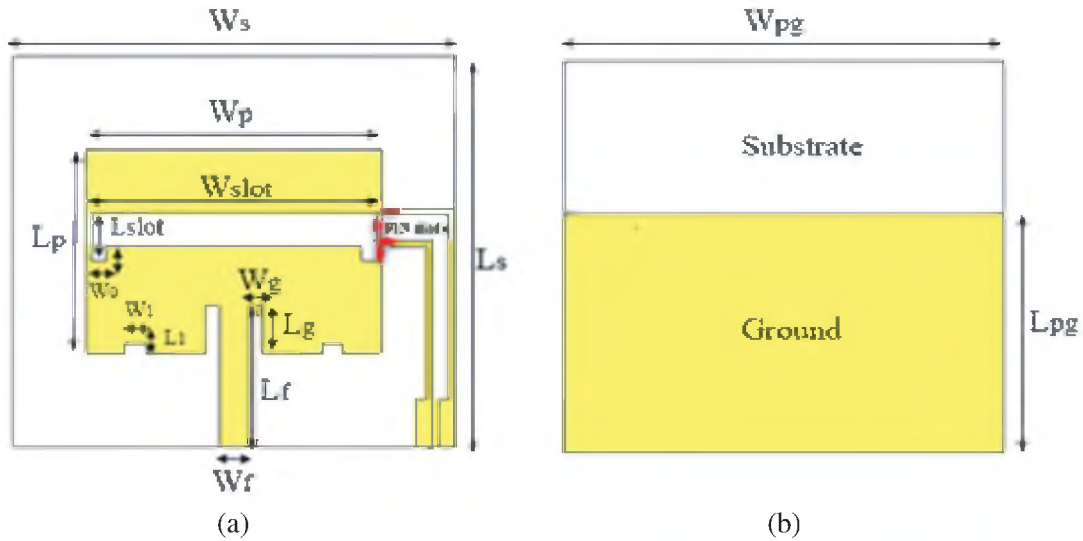 Ws
Wp
Wslot
Lslot
Lp
W0
Wg
W1
L1
Lg
Lf
Ls
Wf
(a)
Wpg
Substrate
Ground
Lpg
(b)